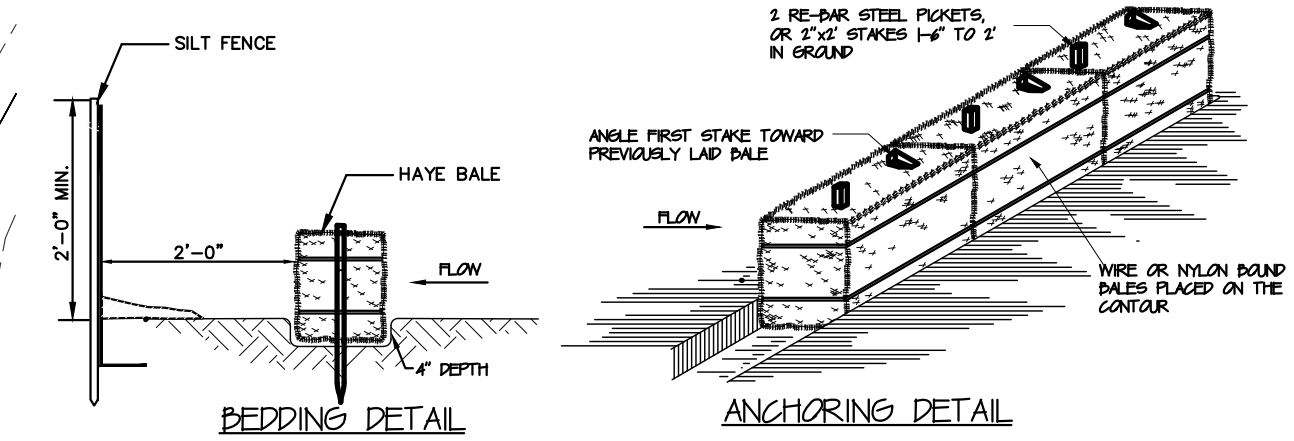 SILT FENCE
2'-0" MIN.
HAYE BALE
2'-0"
FLOW
4" DEPTH
BEDDING DETAIL
2 RE-BAR STEEL PICKETS,
OR 2"x2' STAKES 1-6" TO 2'
IN GROUND
ANGLE FIRST STAKE TOWARD
PREVIOUSLY LAID BALE
FLOW
WIRE OR NYLON BOUND
BALES PLACED ON THE
CONTOUR
ANCHORING DETAIL